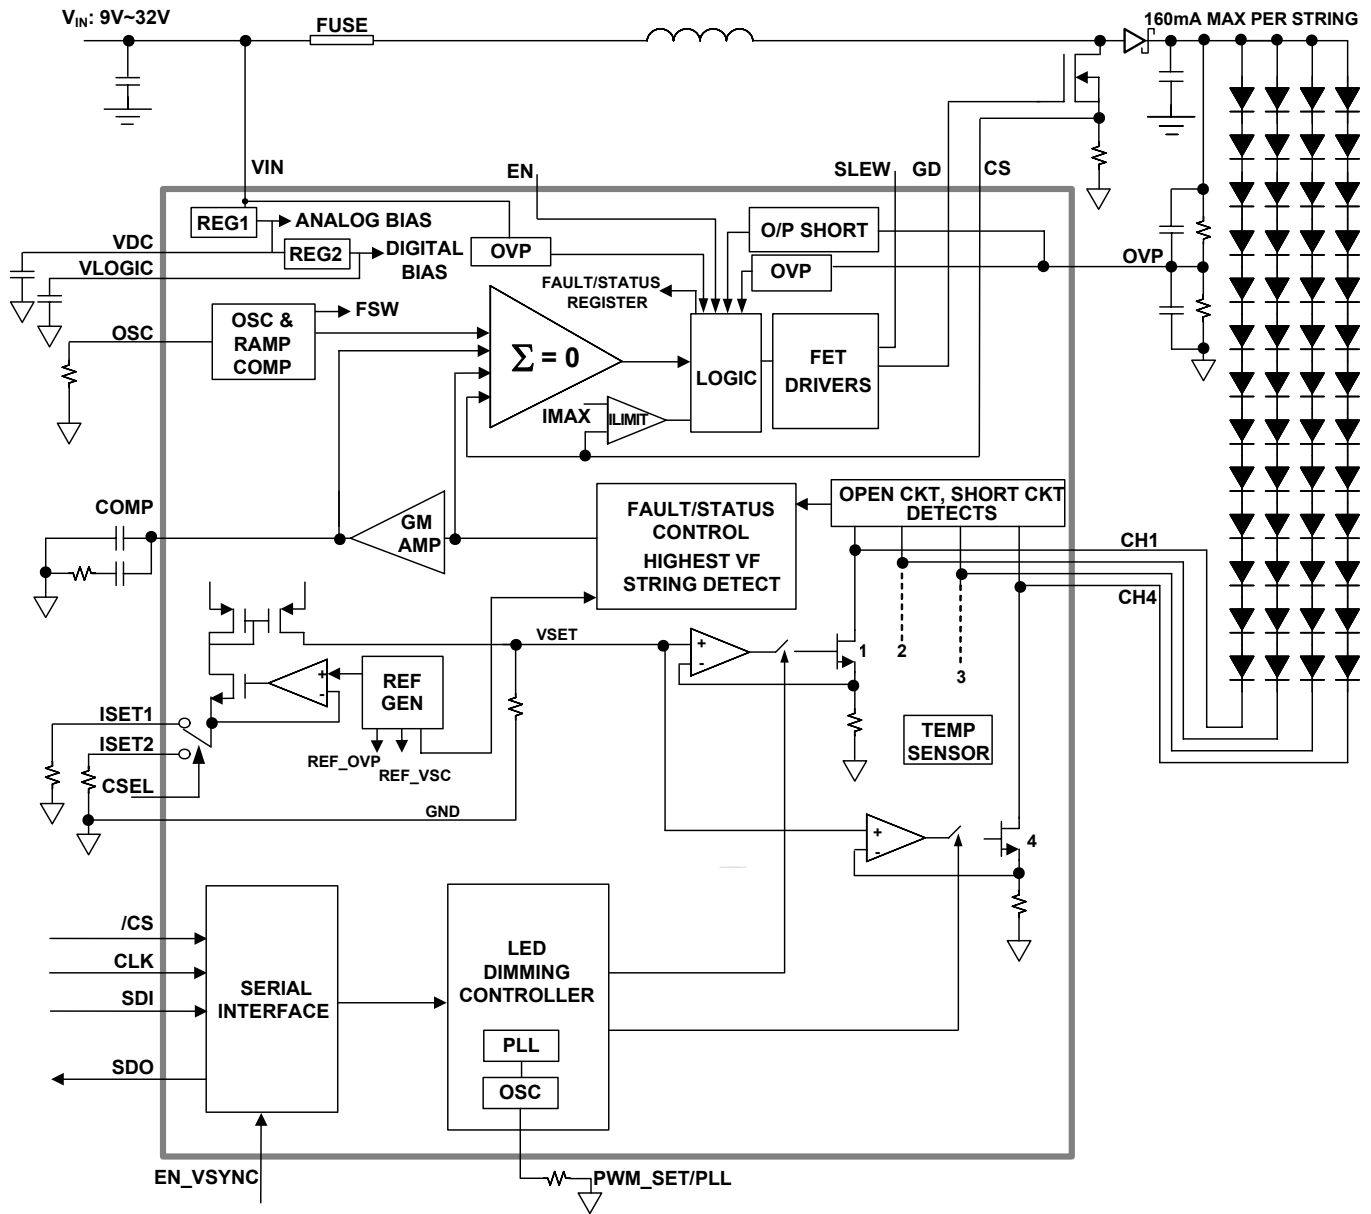 VIN: 9V~32V
FUSE
160mA MAX PER STRING
VIN
EN
SLEW
GD
CS
REG1
ANALOG BIAS
VDC
REG2
DIGITAL
BIAS
VLOGIC
OVP
O/P SHORT
OVP
OVP
FAULT/STATUS
REGISTER
OSC
OSC &
RAMP
COMP
FSW
Σ = 0
LOGIC
FET
DRIVERS
IMAX
ILIMIT
COMP
GM
AMP
FAULT/STATUS
CONTROL
HIGHEST VF
STRING DETECT
OPEN CKT, SHORT CKT
DETECTS
CH1
CH4
VSET
+
-
1
2
3
REF
GEN
+
-
ISET1
ISET2
CSEL
REF_OVP
REF_VSC
TEMP
SENSOR
GND
+
-
4
/CS
CLK
SDI
SDO
SERIAL
INTERFACE
LED
DIMMING
CONTROLLER
PLL
OSC
EN_VSYNC
PWM_SET/PLL